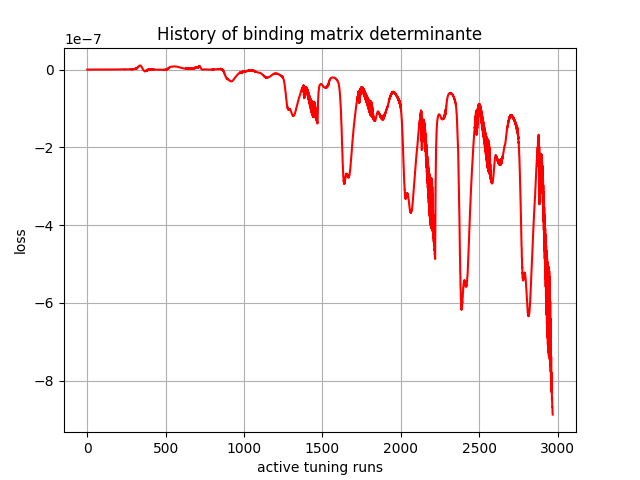 History of binding matrix determinante
1e−7
0
−2
−4
−6
−8
loss
0 500 1000 1500 2000 2500 3000
active tuning runs